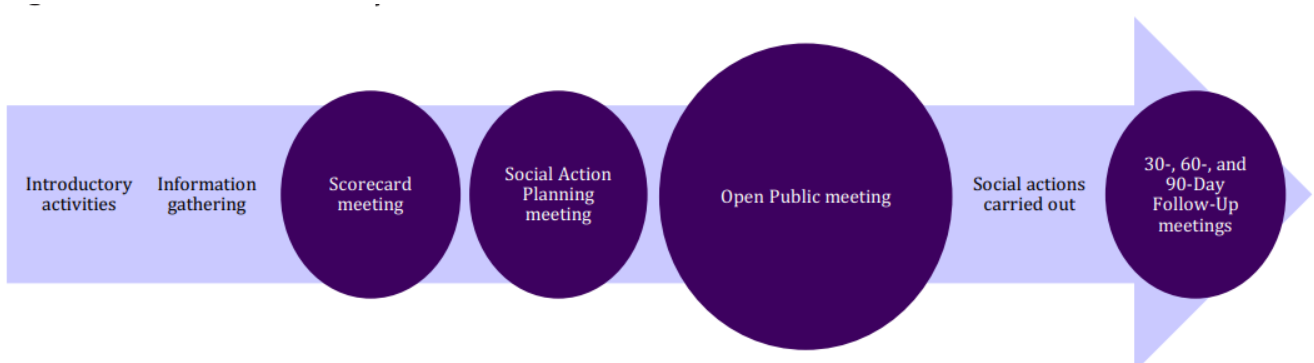 Introductory
activities
Information
gathering
Scorecard
meeting
Social Action
Planning
meeting
Open Public meeting
Social actions
carried out
30-, 60-, and
90-Day
Follow-Up
meetings